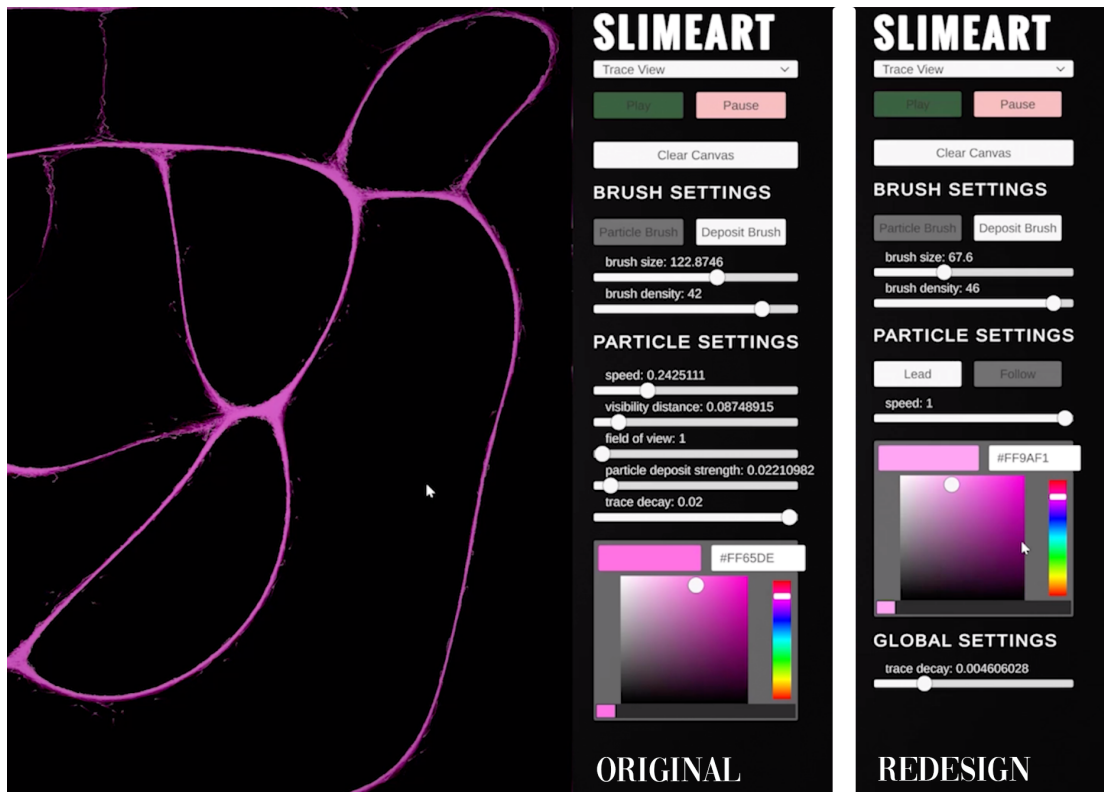 SLIMEART
Trace View
Play Pause
Clear Canvas
BRUSH SETTINGS
Particle Brush Deposit Brush
brush size: 122.8746
brush density: 42
PARTICLE SETTINGS
speed: 0.2425111
visibility distance: 0.08748915
field of view: 1
particle deposit strength: 0.02210982
trace decay: 0.02
#FF65DE
ORIGINAL
SLIMEART
Trace View
Play Pause
Clear Canvas
BRUSH SETTINGS
Particle Brush Deposit Brush
brush size: 67.6
brush density: 46
PARTICLE SETTINGS
Lead Follow
speed: 1
#FF9AF1
GLOBAL SETTINGS
trace decay: 0.004606028
REDESIGN